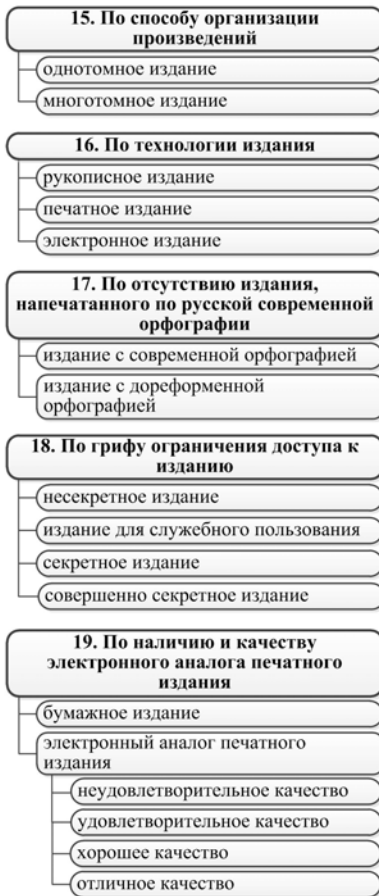 15. По способу организации
произведений
однотомное издание
многотомное издание
16. По технологии издания
рукописное издание
печатное издание
электронное издание
17. По отсутствию издания,
напечатанного по русской современной
орфографии
издание с современной орфографией
издание с дореформенной
орфографией
18. По грифу ограничения доступа к
изданию
несекретное издание
издание для служебного пользования
секретное издание
совершенно секретное издание
19. По наличию и качеству
электронного аналога печатного
издания
бумажное издание
электронный аналог печатного
издания
неудовлетворительное качество
удовлетворительное качество
хорошее качество
отличное качество